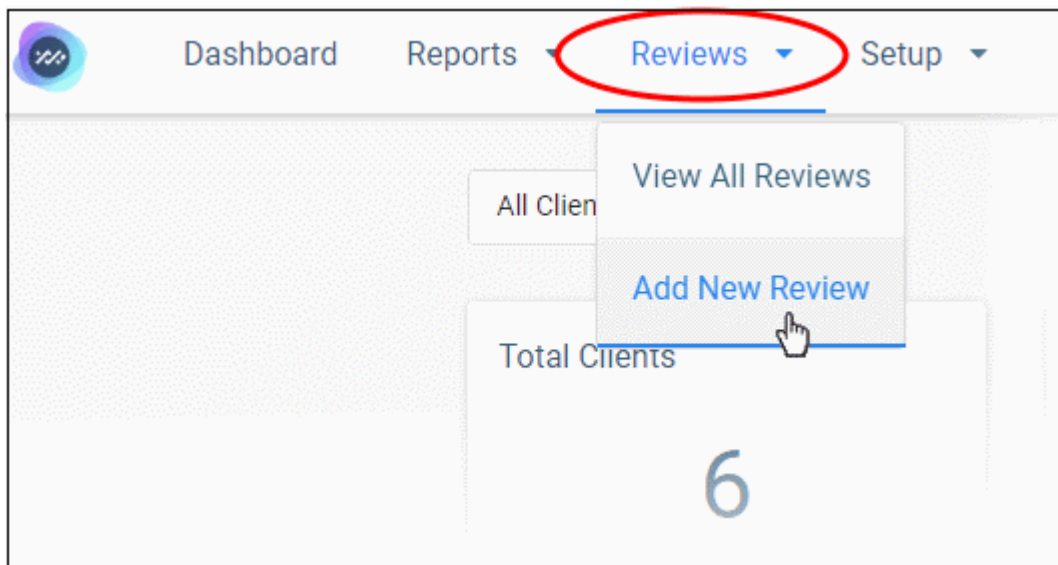 Dashboard Reports Reviews Setup
View All Reviews
All Clien
Add New Review
Total Clients
6